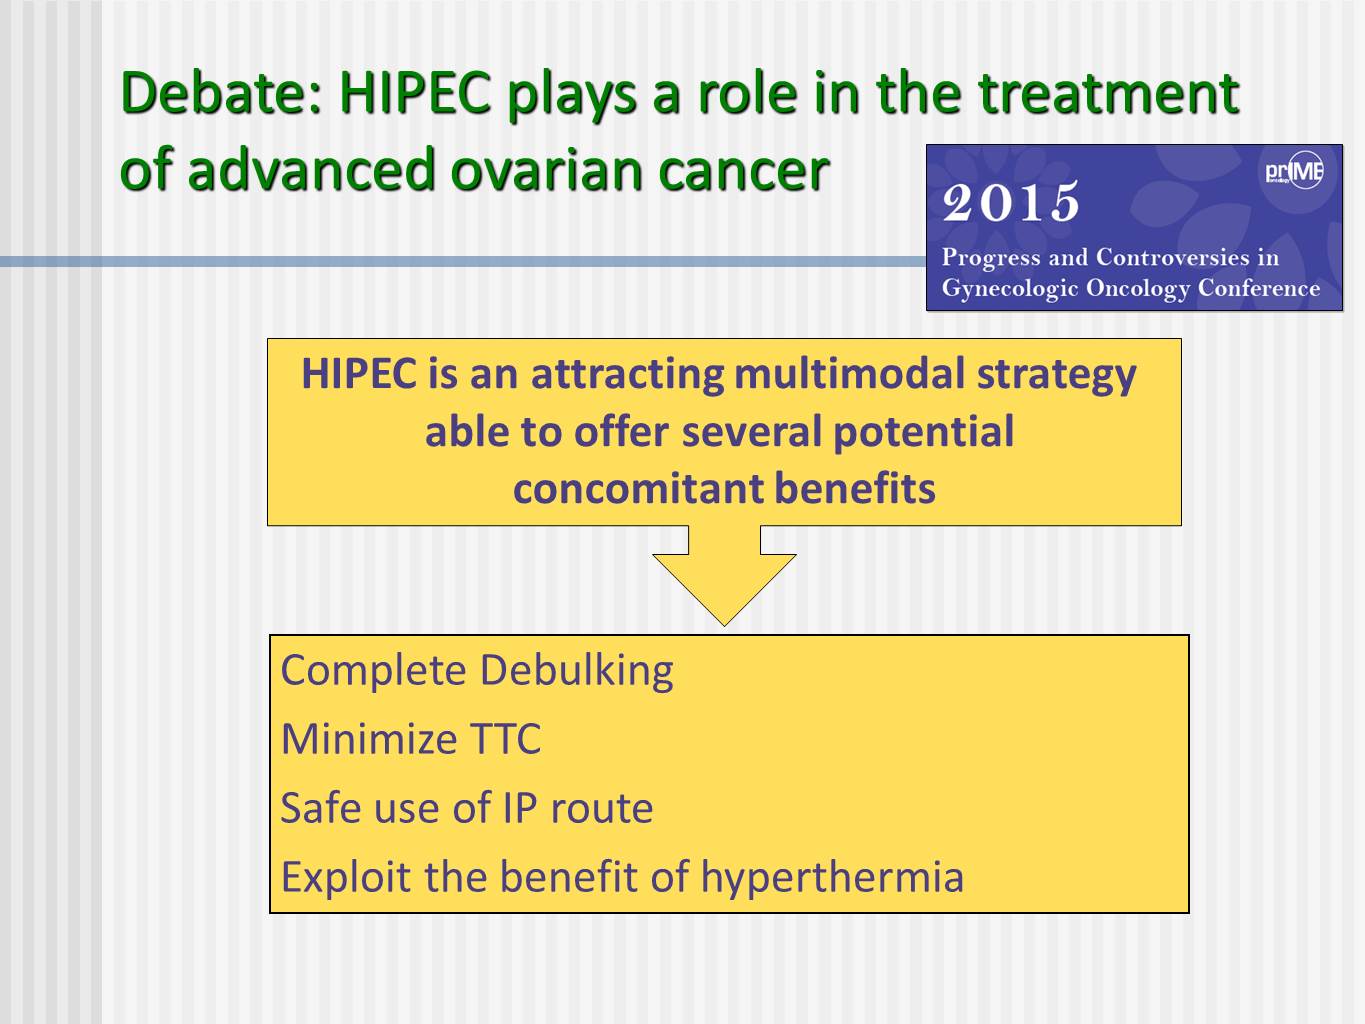 Debate: HIPEC plays a role in the treatment
of advanced ovarian cancer
prIME
oncology
2015
Progress and Controversies in
Gynecologic Oncology Conference
HIPEC is an attracting multimodal strategy
able to offer several potential
concomitant benefits
Complete Debulking
Minimize TTC
Safe use of IP route
Exploit the benefit of hyperthermia